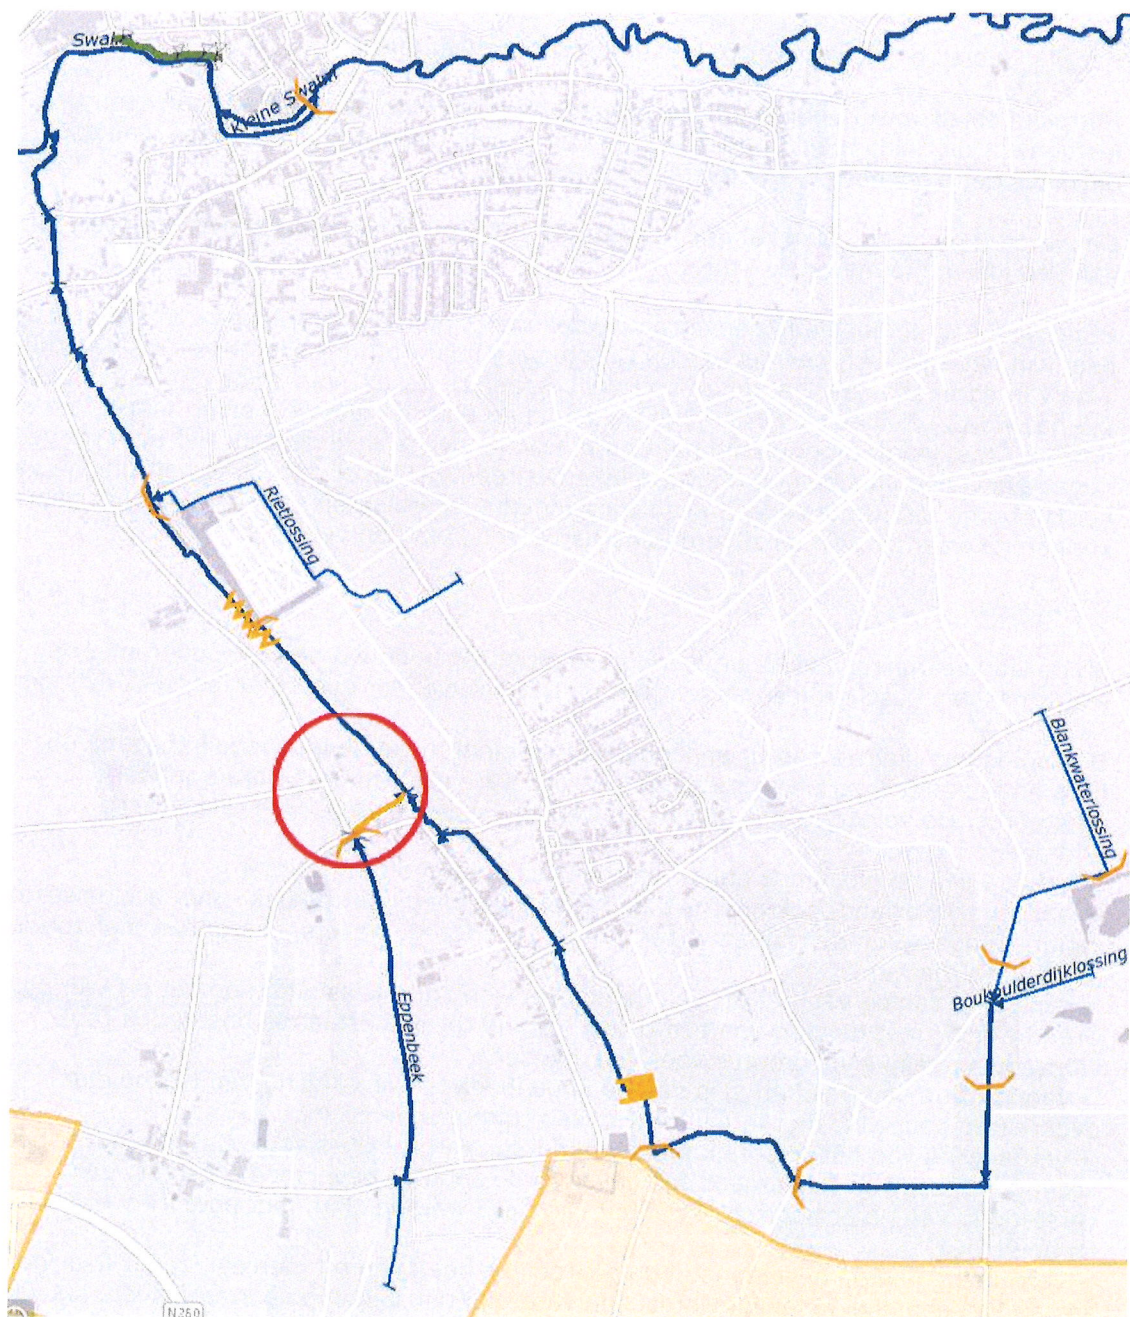 Swalm
Kleine Swalm
Rietlossing
Blankwaterlossing
Boukoulderdijklossing
Eppenbeek
N280